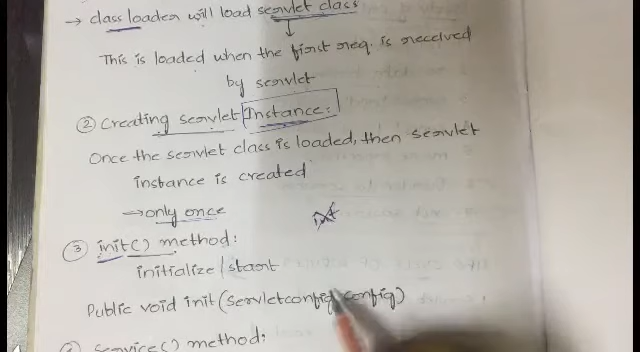 → class loader will load servlet class
This is loaded when the first req. is received
by servlet
② Creating servlet Instance:
Once the servlet class is loaded, then servlet
instance is created
→ only once
③ init() method:
initialize/start
Public void init(servletconfig config)
service() method: